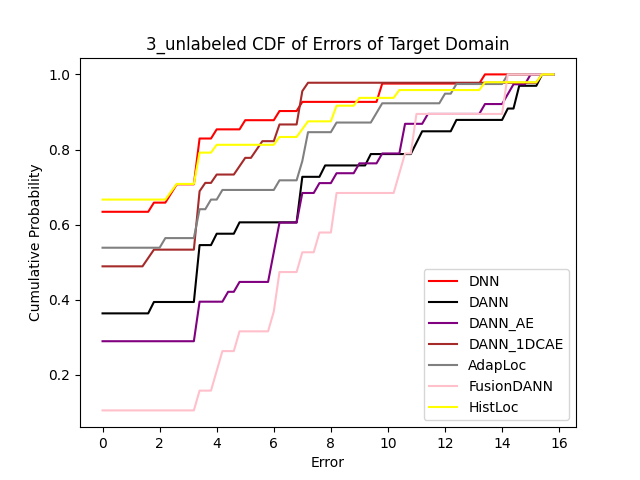 3_unlabeled CDF of Errors of Target Domain
Cumulative Probability
1.0
0.8
0.6
0.4
0.2
0 2 4 6 8 10 12 14 16
Error
DNN
DANN
DANN_AE
DANN_1DCAE
AdapLoc
FusionDANN
HistLoc